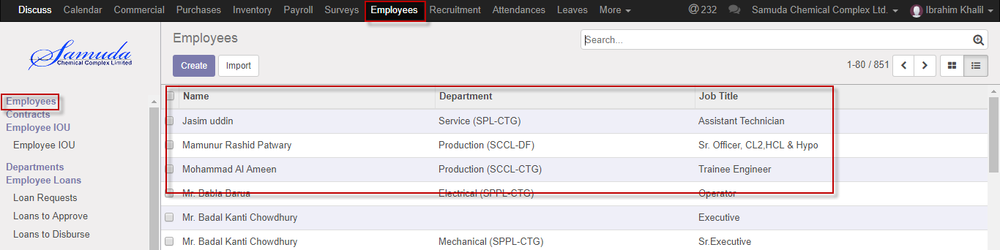 Discuss Calendar Commercial Purchases Inventory Payroll Surveys Employees Recruitment Attendances Leaves More @ 232 Samuda Chemical Complex Ltd. Ibrahim Khalil
Samuda
Chemical Complex Limited
Employees
Contracts
Employee IOU
Employee IOU
Departments
Employee Loans
Loan Requests
Loans to Approve
Loans to Disburse
Employees
Search...
Create Import
1-80 / 851
Name Department Job Title
Jasim uddin Service (SPL-CTG) Assistant Technician
Mamunur Rashid Patwary Production (SCCL-DF) Sr. Officer, CL2,HCL & Hypo
Mohammad Al Ameen Production (SCCL-CTG) Trainee Engineer
Mr. Babla Barua Electrical (SPPL-CTG) Operator
Mr. Badal Kanti Chowdhury Executive
Mr. Badal Kanti Chowdhury Mechanical (SPPL-CTG) Sr.Executive